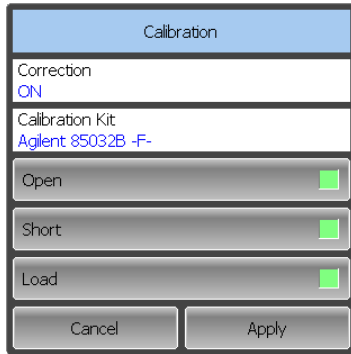 Calibration
Correction
ON
Calibration Kit
Agilent 85032B -F-
Open
Short
Load
Cancel Apply